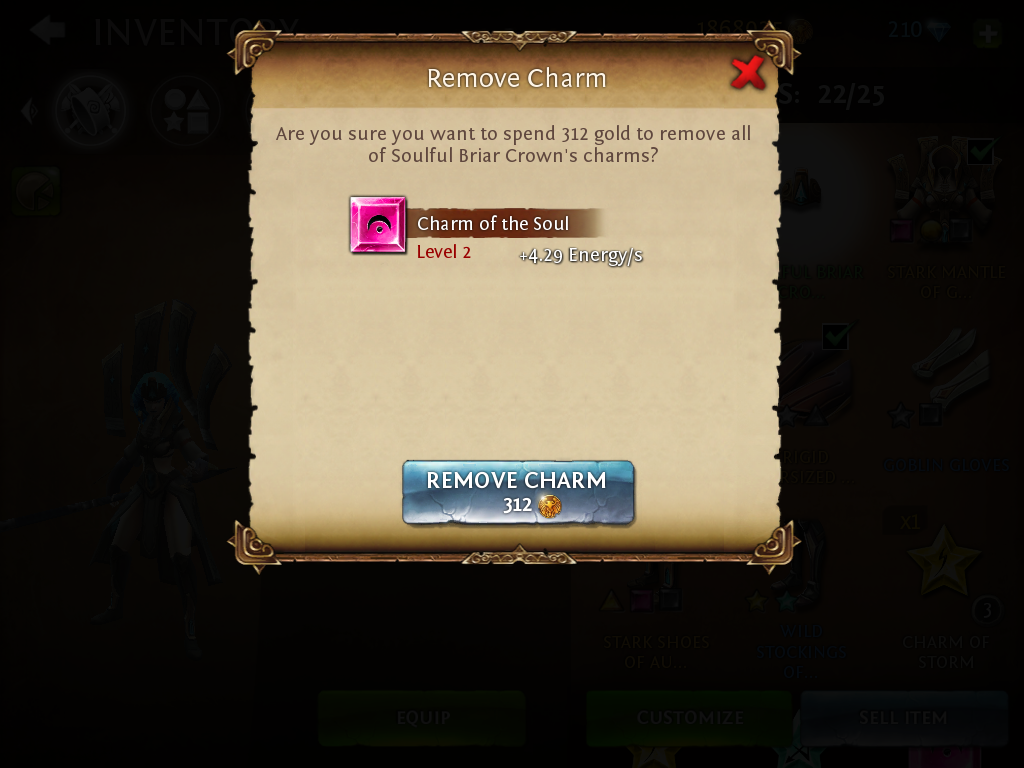 INVENTORY
210
S: 22/25
Remove Charm
Are you sure you want to spend 312 gold to remove all
of Soulful Briar Crown's charms?
Charm of the Soul
Level 2
+4.29 Energy/s
REMOVE CHARM
312
STARK MANTLE
OF G...
GOBLIN GLOVES
x1
3
STARK SHOES
OF AU...
WILD
STOCKINGS
OF...
CHARM OF
STORM
EQUIP
CUSTOMIZE
SELL ITEM